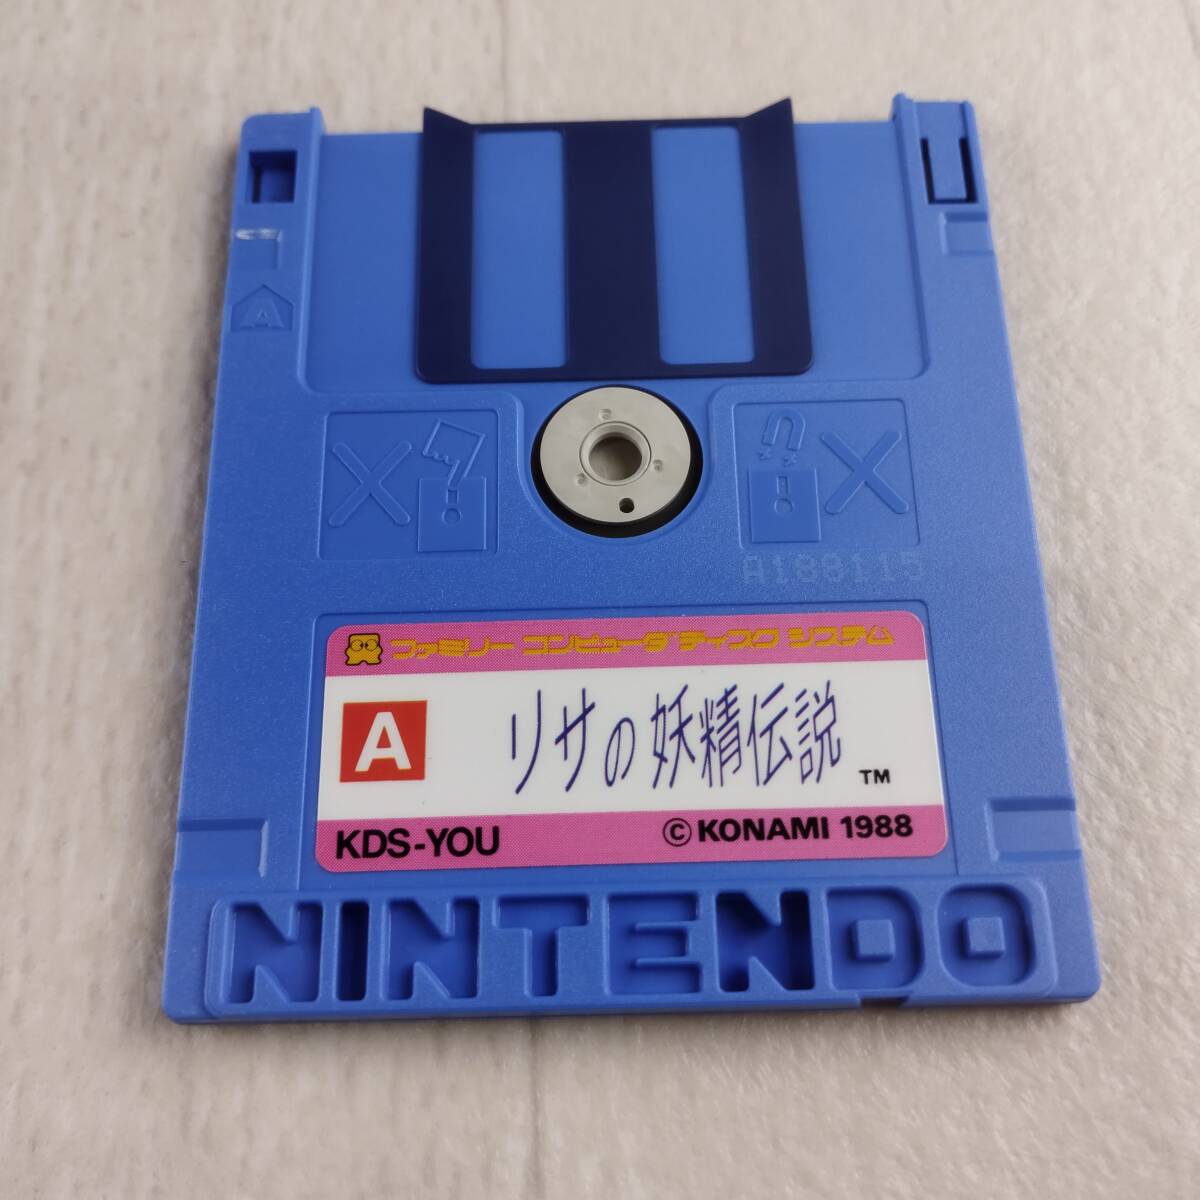 A
A188115
ファミリー コンピュータ ディスク システム
A
リサの妖精伝説 TM
KDS-YOU
© KONAMI 1988
NINTENDO